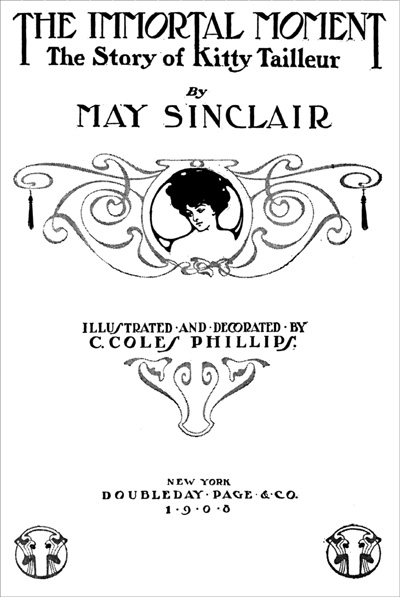 THE IMMORTAL MOMENT
The Story of Kitty Tailleur
By
MAY SINCLAIR
ILLUSTRATED·AND·DECORATED·BY
C. COLES PHILLIPS.
NEW YORK
DOUBLEDAY·PAGE·&·CO.
1·9·0·8